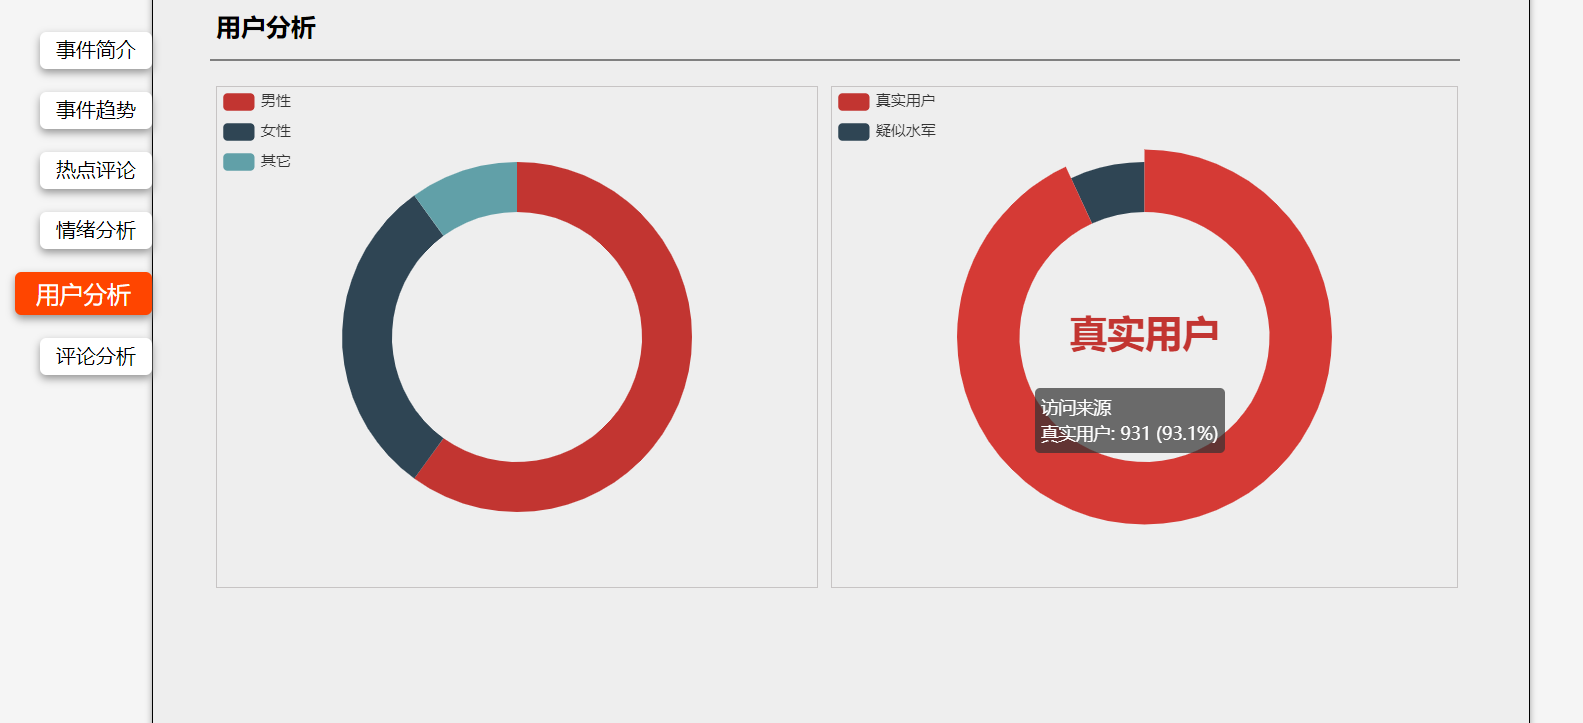 事件简介
事件趋势
热点评论
情绪分析
用户分析
评论分析
用户分析
男性
女性
其它
真实用户
疑似水军
真实用户
访问来源
真实用户: 931 (93.1%)